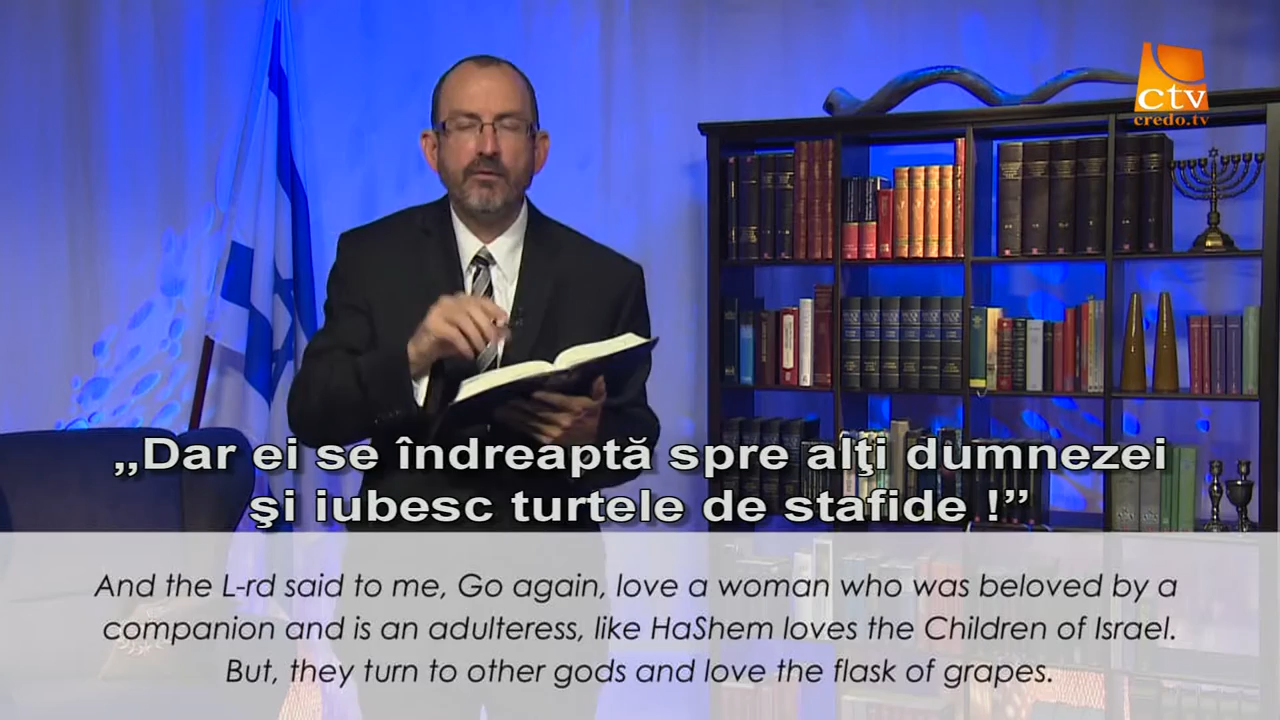 ctv
credo.tv
„Dar ei se îndreaptă spre alţi dumnezei
şi iubesc turtele de stafide !”
And the L-rd said to me, Go again, love a woman who was beloved by a
companion and is an adulteress, like HaShem loves the Children of Israel.
But, they turn to other gods and love the flask of grapes.